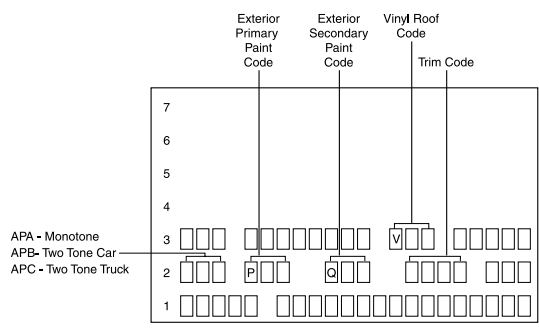 Exterior
Primary
Paint
Code
Exterior
Secondary
Paint
Code
Vinyl Roof
Code
Trim Code
7
6
5
4
3 V
APA - Monotone
APB- Two Tone Car
APC - Two Tone Truck
2 P Q
1